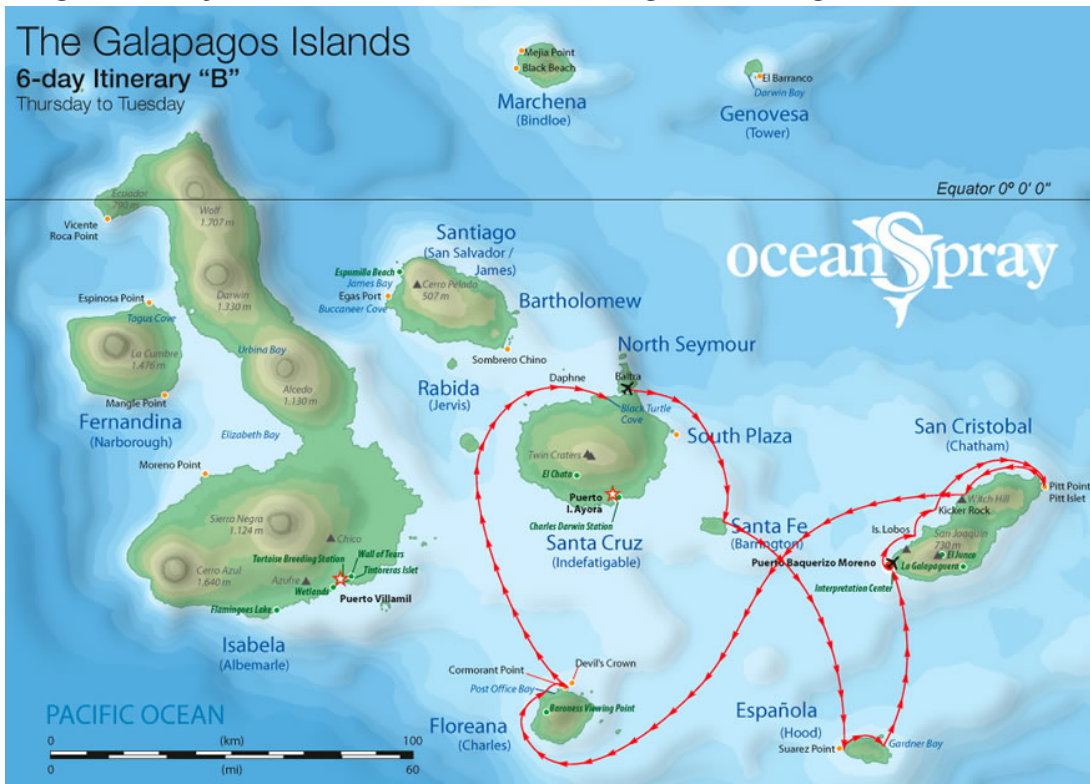 The Galapagos Islands
6-day Itinerary “B”
Thursday to Tuesday
Mejia Point
Black Beach
Marchena
(Bindloe)
El Barranco
Darwin Bay
Genovesa
(Tower)
Equator 0º 0' 0"
oceanSpray
Ecuador
790 m
Wolf
1.707 m
Vicente
Roca Point
Darwin
1.330 m
Espinosa Point
Tagus Cove
La Cumbre
1.476 m
Urbina Bay
Mangle Point
Alcedo
1.130 m
Fernandina
(Narborough)
Elizabeth Bay
Moreno Point
Santiago
(San Salvador /
James)
Espumilla Beach
James Bay
Egas Port
Buccaneer Cove
Cerro Pelado
507 m
Bartholomew
Sombrero Chino
Rabida
(Jervis)
North Seymour
Daphne
Baltra
Black Turtle
Cove
South Plaza
Twin Craters
El Chato
Puerto
I. Ayora
Charles Darwin Station
Santa Cruz
(Indefatigable)
Santa Fe
(Barrington)
San Cristobal
(Chatham)
Pitt Point
Pitt Islet
Witch Hill
Kicker Rock
Is. Lobos
San Joaquin
730 m
El Junco
La Galapaguera
Puerto Baquerizo Moreno
Interpretation Center
Sierra Negra
1.124 m
Chico
Cerro Azul
1.640 m
Azufre
Tortoise Breeding Station
Wall of Tears
Tintoreras Islet
Wetlands
Puerto Villamil
Flamingoes Lake
Isabela
(Albemarle)
Cormorant Point
Devil's Crown
Post Office Bay
Baroness Viewing Point
Floreana
(Charles)
Española
(Hood)
Suarez Point
Gardner Bay
PACIFIC OCEAN
0 (km) 100
0 (mi) 60